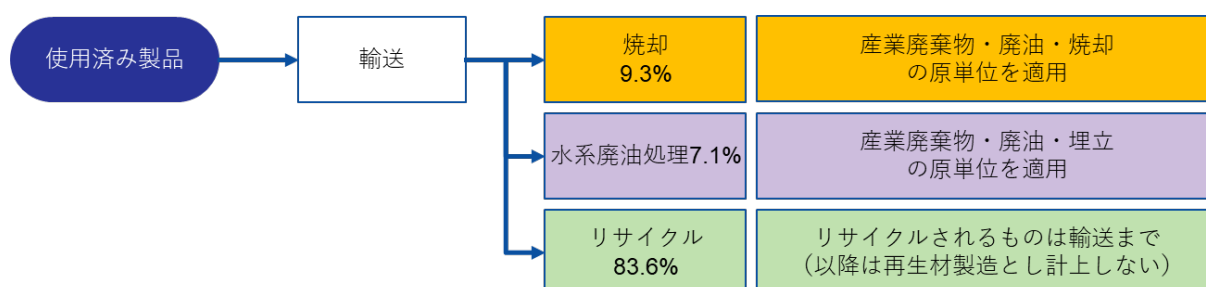 使用済み製品
輸送
焼却
9.3%
産業廃棄物・廃油・焼却
の原単位を適用
水系廃油処理7.1%
産業廃棄物・廃油・埋立
の原単位を適用
リサイクル
83.6%
リサイクルされるものは輸送まで
（以降は再生材製造とし計上しない）